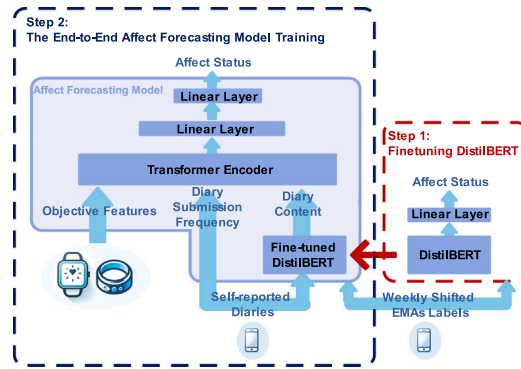 Step 2:
The End-to-End Affect Forecasting Model Training
Affect Status
Affect Forecasting Model
Linear Layer
Linear Layer
Transformer Encoder
Objective Features
Diary
Submission
Frequency
Diary
Content
Fine-tuned
DistilBERT
Self-reported
Diaries
Step 1:
Finetuning DistilBERT
Affect Status
Linear Layer
DistilBERT
Weekly Shifted
EMAs Labels